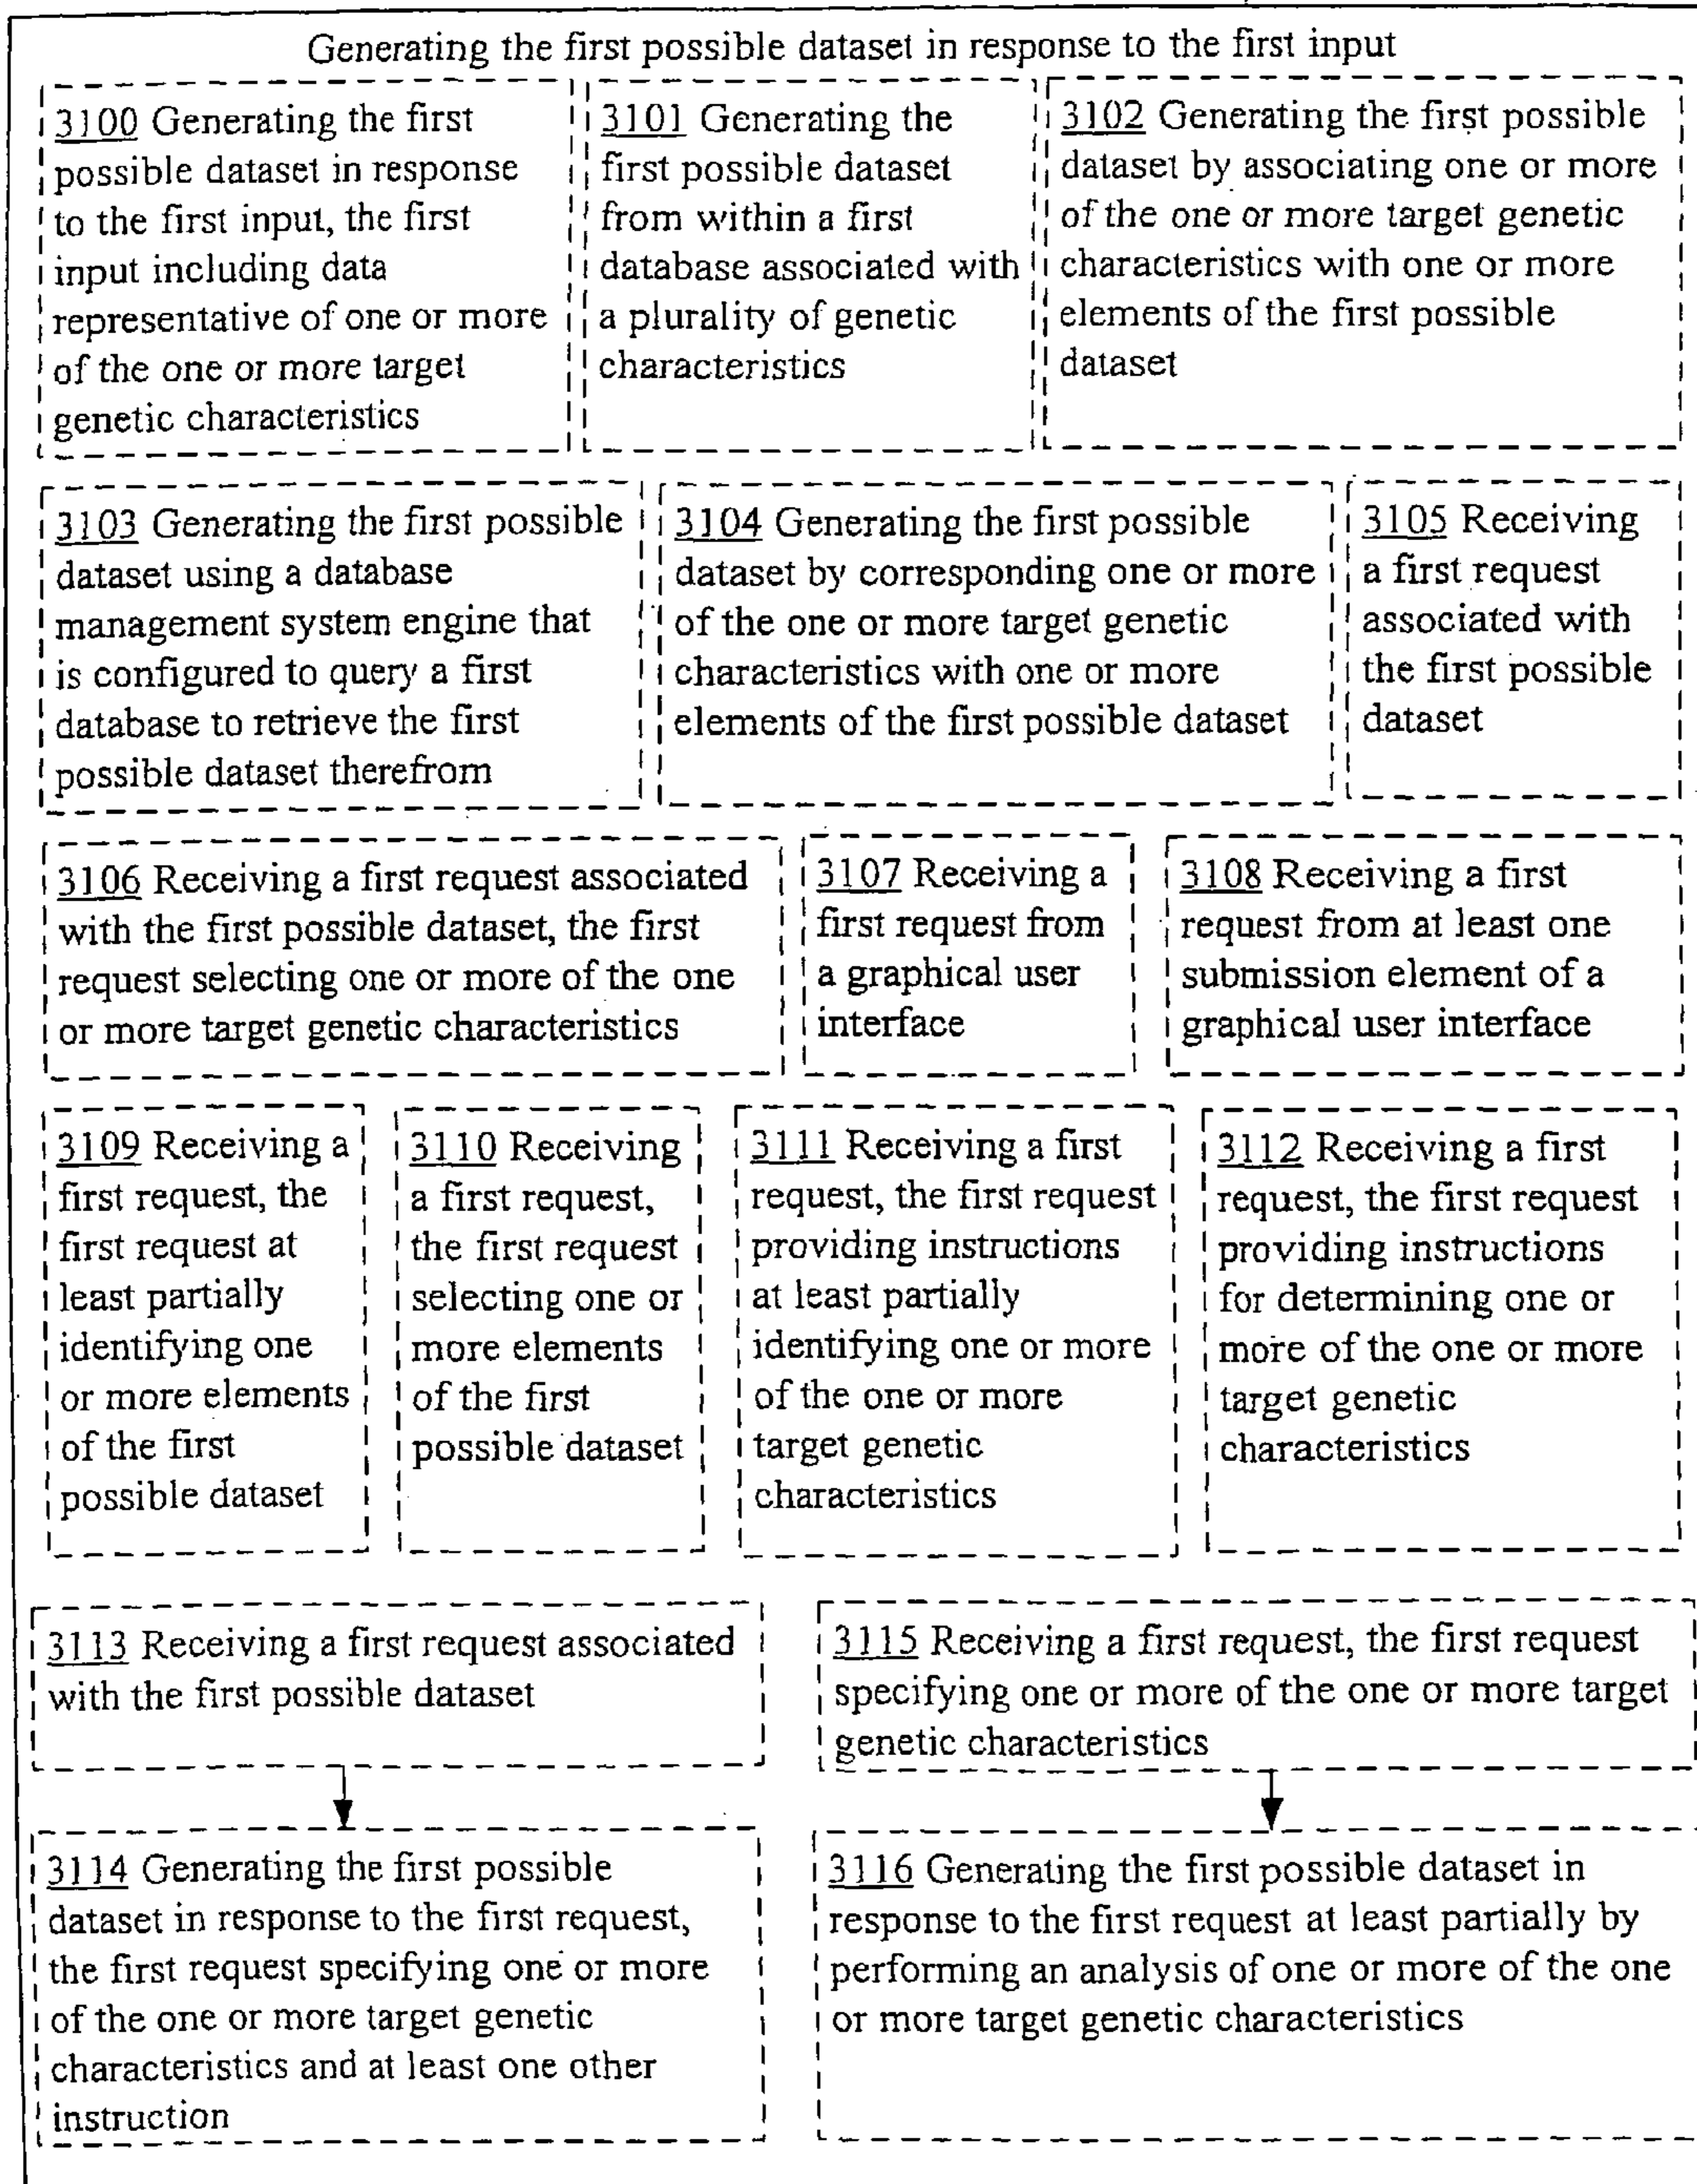 Generating the first possible dataset in response to the first input
3100 Generating the first
possible dataset in response
to the first input, the first
input including data
representative of one or more
of the one or more target
genetic characteristics
3101 Generating the
first possible dataset
from within a first
database associated with
a plurality of genetic
characteristics
3102 Generating the first possible
dataset by associating one or more
of the one or more target genetic
characteristics with one or more
elements of the first possible
dataset
3103 Generating the first possible
dataset using a database
management system engine that
is configured to query a first
database to retrieve the first
possible dataset therefrom
3104 Generating the first possible
dataset by corresponding one or more
of the one or more target genetic
characteristics with one or more
elements of the first possible dataset
3105 Receiving
a first request
associated with
the first possible
dataset
3106 Receiving a first request associated
with the first possible dataset, the first
request selecting one or more of the one
or more target genetic characteristics
3107 Receiving a
first request from
a graphical user
interface
3108 Receiving a first
request from at least one
submission element of a
graphical user interface
3109 Receiving a
first request, the
first request at
least partially
identifying one
or more elements
of the first
possible dataset
3110 Receiving
a first request,
the first request
selecting one or
more elements
of the first
possible dataset
3111 Receiving a first
request, the first request
providing instructions
at least partially
identifying one or more
of the one or more
target genetic
characteristics
3112 Receiving a first
request, the first request
providing instructions
for determining one or
more of the one or more
target genetic
characteristics
3113 Receiving a first request associated
with the first possible dataset
3115 Receiving a first request, the first request
specifying one or more of the one or more target
genetic characteristics
3114 Generating the first possible
dataset in response to the first request,
the first request specifying one or more
of the one or more target genetic
characteristics and at least one other
instruction
3116 Generating the first possible dataset in
response to the first request at least partially by
performing an analysis of one or more of the one
or more target genetic characteristics